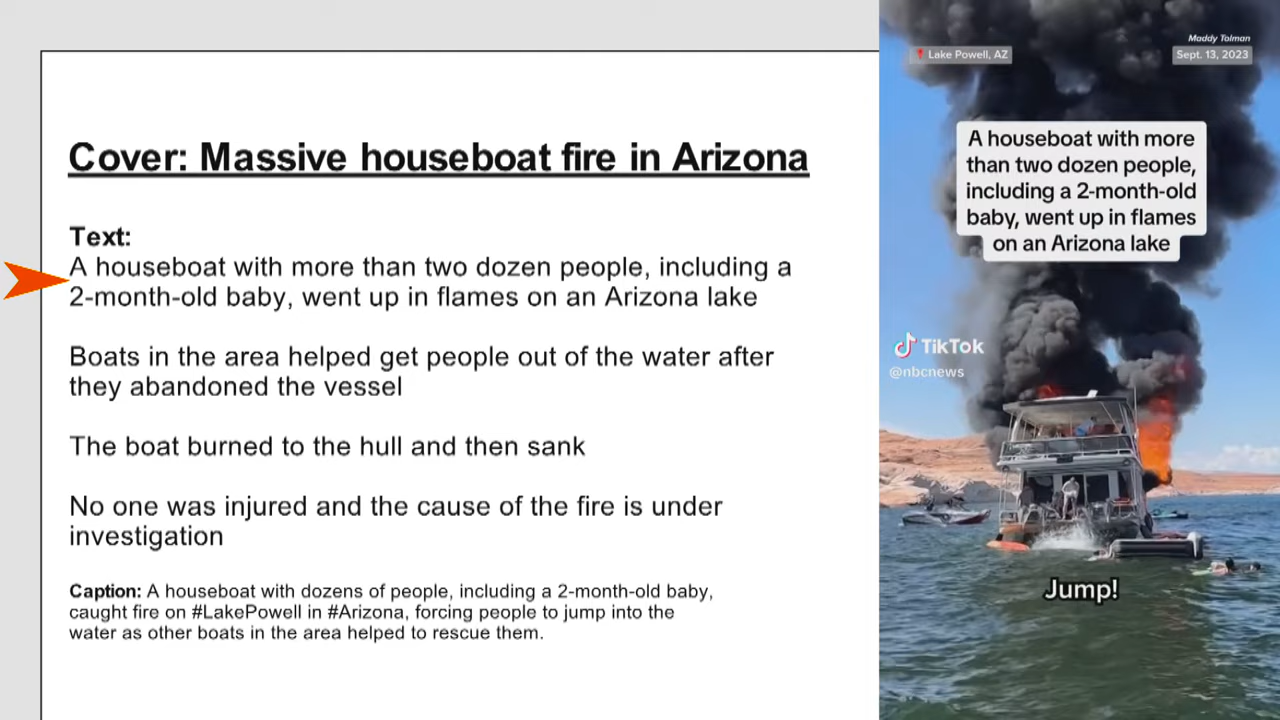 Cover: Massive houseboat fire in Arizona
Text:
A houseboat with more than two dozen people, including a
2-month-old baby, went up in flames on an Arizona lake
Boats in the area helped get people out of the water after
they abandoned the vessel
The boat burned to the hull and then sank
No one was injured and the cause of the fire is under
investigation
Caption: A houseboat with dozens of people, including a 2-month-old baby,
caught fire on #LakePowell in #Arizona, forcing people to jump into the
water as other boats in the area helped to rescue them.
Maddy Tolman
Lake Powell, AZ
Sept. 13, 2023
A houseboat with more
than two dozen people,
including a 2-month-old
baby, went up in flames
on an Arizona lake
TikTok
@nbcnews
Jump!